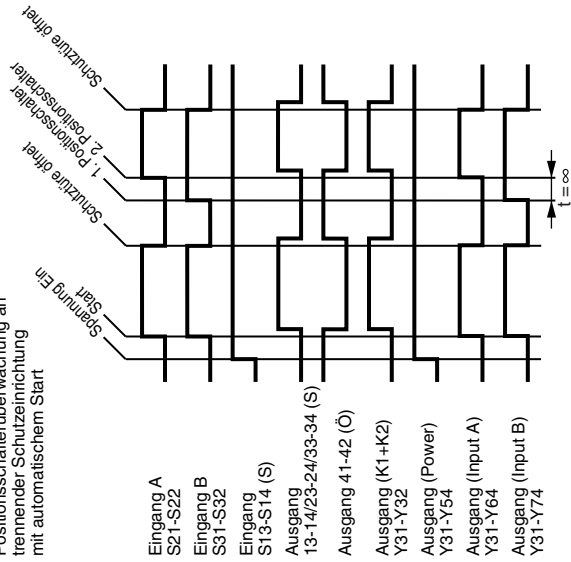 Positionsschalterüberwachung an
trennender Schutzeinrichtung
mit automatischem Start
Spannung Ein
Start
Schutztüre öffnet
1. Positionsschalter
2. Positionsschalter
Schutztüre öffnet
Eingang A
S21-S22
Eingang B
S31-S32
Eingang
S13-S14 (S)
Ausgang
13-14/23-24/33-34 (S)
Ausgang 41-42 (Ö)
Ausgang (K1+K2)
Y31-Y32
Ausgang (Power)
Y31-Y54
Ausgang (Input A)
Y31-Y64
Ausgang (Input B)
Y31-Y74
t = ∞